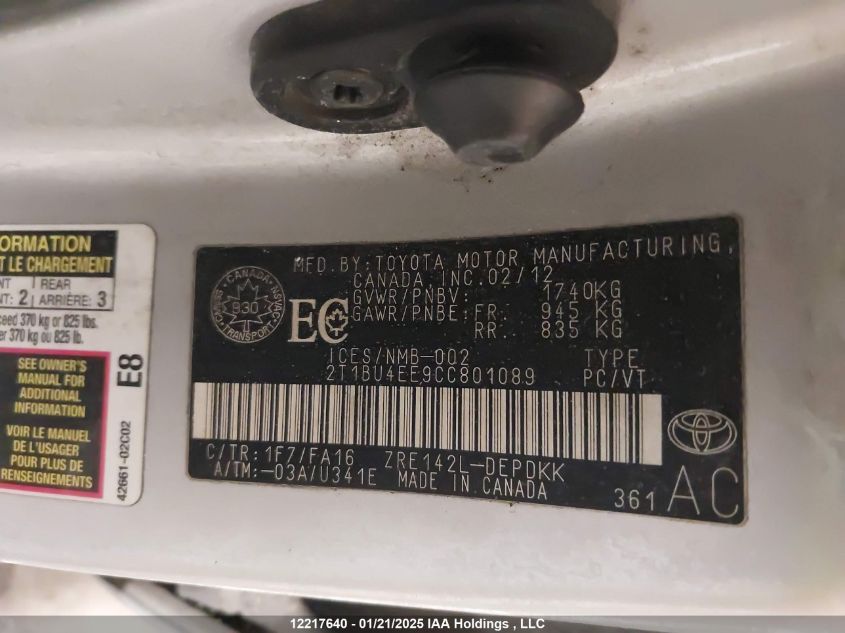 ORMATION
T LE CHARGEMENT
NT
REAR
NT: 2
ARRIÈRE: 3
ceed 370 kg or 825 lbs.
er 370 kg ou 825 lb.
SEE OWNER'S
MANUAL FOR
ADDITIONAL
INFORMATION
VOIR LE MANUEL
DE L'USAGER
POUR PLUS DE
RENSEIGNEMENTS
E8
42661-02C02
MFD.BY:TOYOTA MOTOR MANUFACTURING,
CANADA,INC.02/12
GVWR/PNBV: 1740KG
GAWR/PNBE:FR. 945 KG
RR. 835 KG
CANADA
830
TRANSPORT
EC
ICES/NMB-002 TYPE
2T1BU4EE9CC801089 PC/VT
C/TR:1F7/FA16 ZRE142L-DEPDKK
A/TM:-03A/U341E MADE IN CANADA
361 AC
12217640 - 01/21/2025 IAA Holdings , LLC